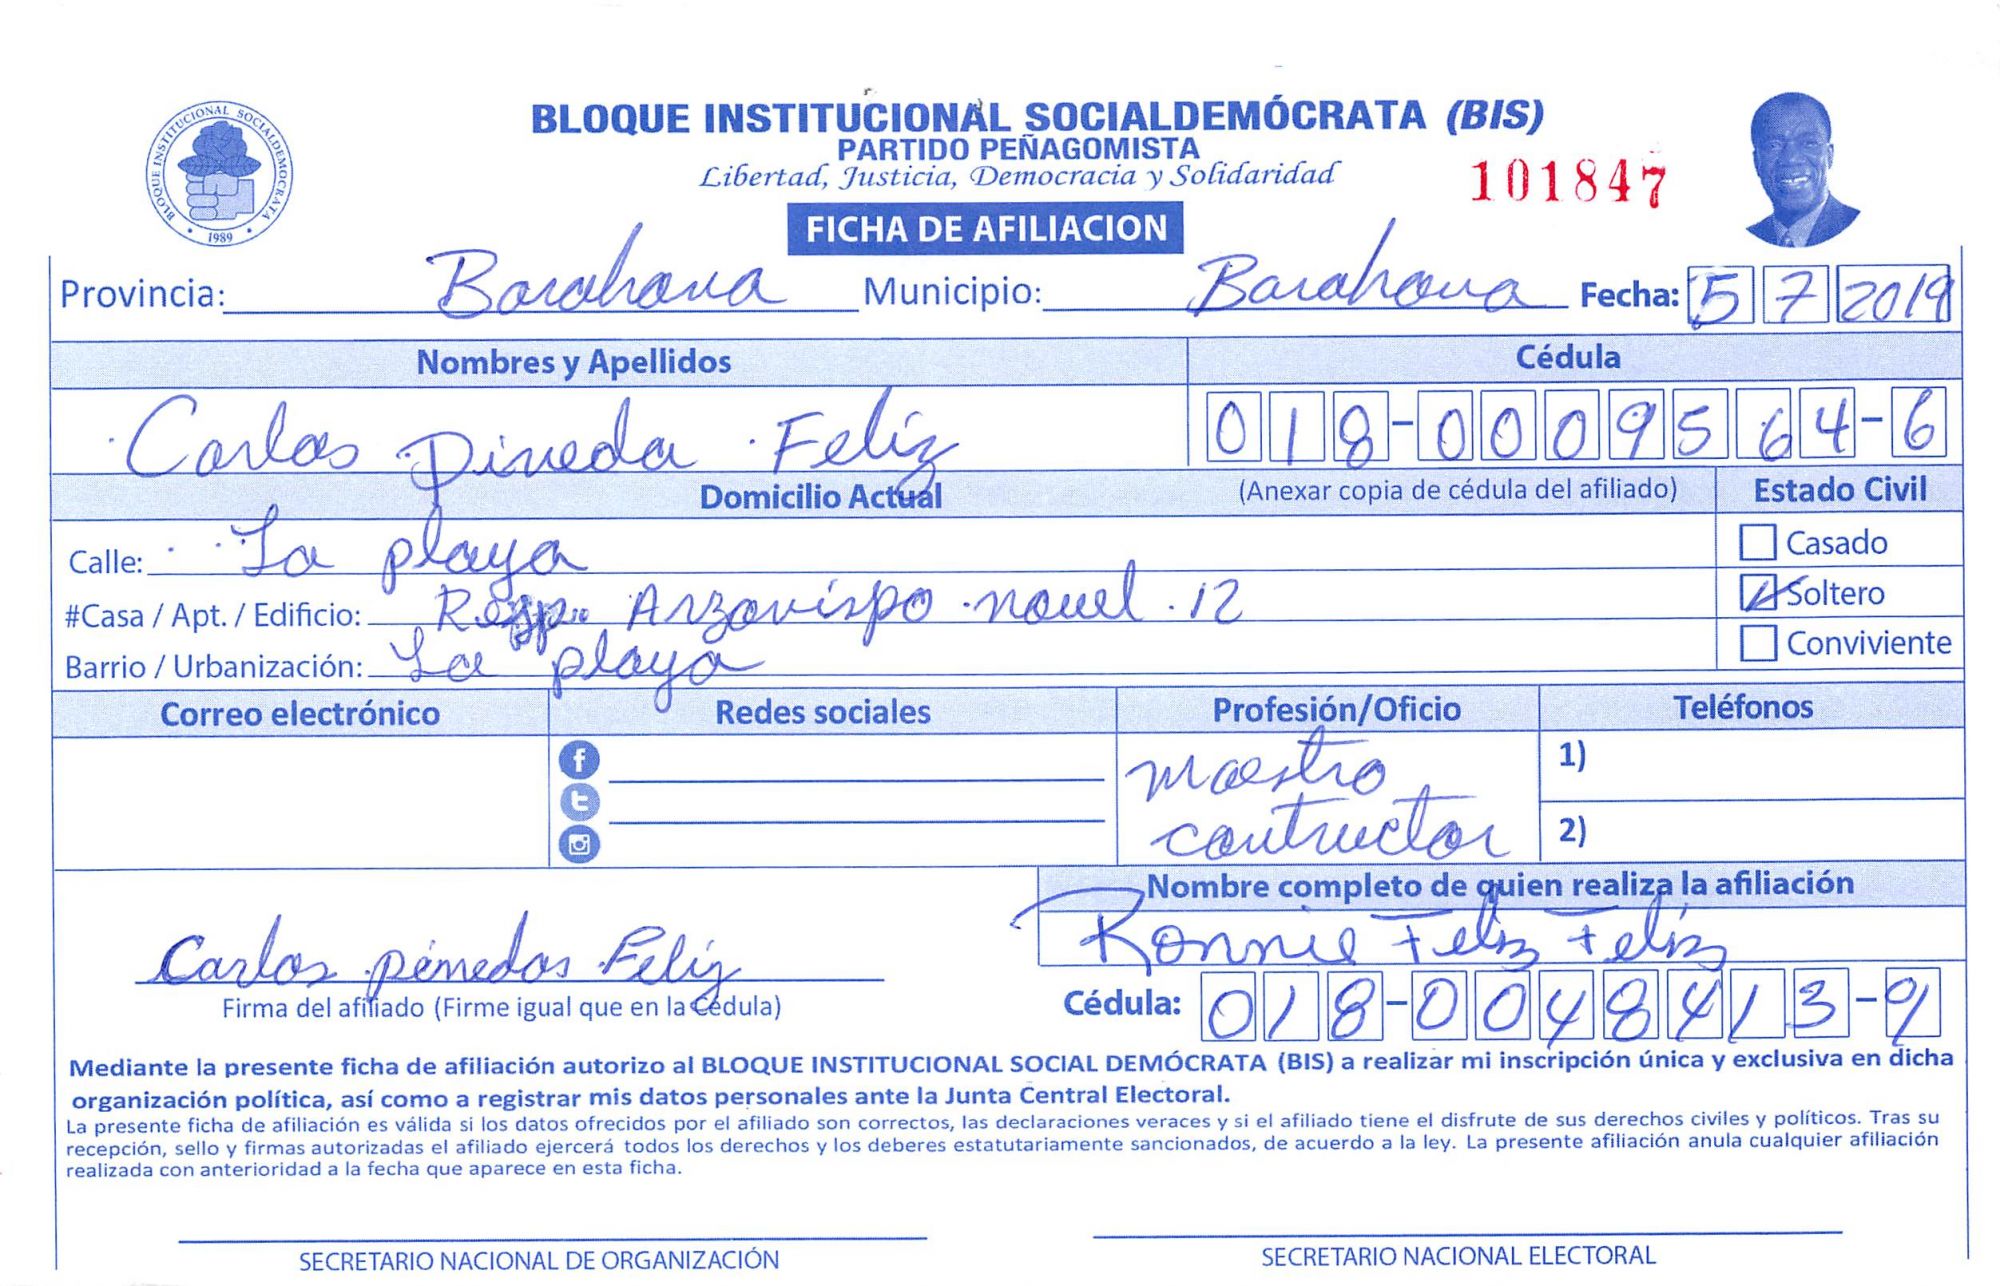 BLOQUE INSTITUCIONAL SOCIALDEMOCRATA
1989
BLOQUE INSTITUCIONAL SOCIALDEMÓCRATA (BIS)
PARTIDO PEÑAGOMISTA
Libertad, Justicia, Democracia y Solidaridad
101847
FICHA DE AFILIACION
Provincia: Barahona Municipio: Barahona Fecha: 5 7 2019
Nombres y Apellidos Cédula
Carlos Pineda Feliz 018-0009564-6
Domicilio Actual (Anexar copia de cédula del afiliado) Estado Civil
Calle: La playa Casado
#Casa / Apt. / Edificio: Arzovispo nouel 12 Soltero
Barrio / Urbanización: La playa Conviviente
Correo electrónico Redes sociales Profesión/Oficio Teléfonos
maestro 1)
contructor 2)
Nombre completo de quien realiza la afiliación
Ronnie Feliz Feliz
Carlos pinedas Feliz
Firma del afiliado (Firme igual que en la Cédula) Cédula: 018-0048413-9
Mediante la presente ficha de afiliación autorizo al BLOQUE INSTITUCIONAL SOCIAL DEMÓCRATA (BIS) a realizar mi inscripción única y exclusiva en dicha
organización política, así como a registrar mis datos personales ante la Junta Central Electoral.
La presente ficha de afiliación es válida si los datos ofrecidos por el afiliado son correctos, las declaraciones veraces y si el afiliado tiene el disfrute de sus derechos civiles y políticos. Tras su
recepción, sello y firmas autorizadas el afiliado ejercerá todos los derechos y los deberes estatutariamente sancionados, de acuerdo a la ley. La presente afiliación anula cualquier afiliación
realizada con anterioridad a la fecha que aparece en esta ficha.
SECRETARIO NACIONAL DE ORGANIZACIÓN SECRETARIO NACIONAL ELECTORAL